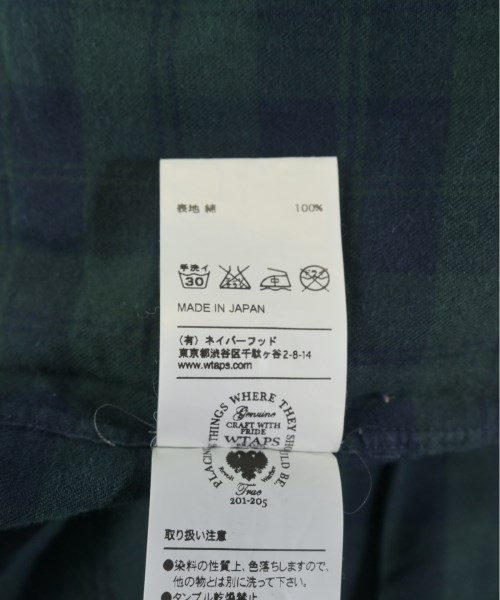 表地 綿 100%
手洗イ
30
中
MADE IN JAPAN
(有) ネイバーフッド
東京都渋谷区千駄ヶ谷2-8-14
www.wtaps.com
PLACING THINGS WHERE THEY SHOULD BE
Genuine
CRAFT WITH
PRIDE
WTAPS
True
201-205
取り扱い注意
●染料の性質上、色落ちしますので、
他の物とは別に洗って下さい。
●タンブル乾燥禁止